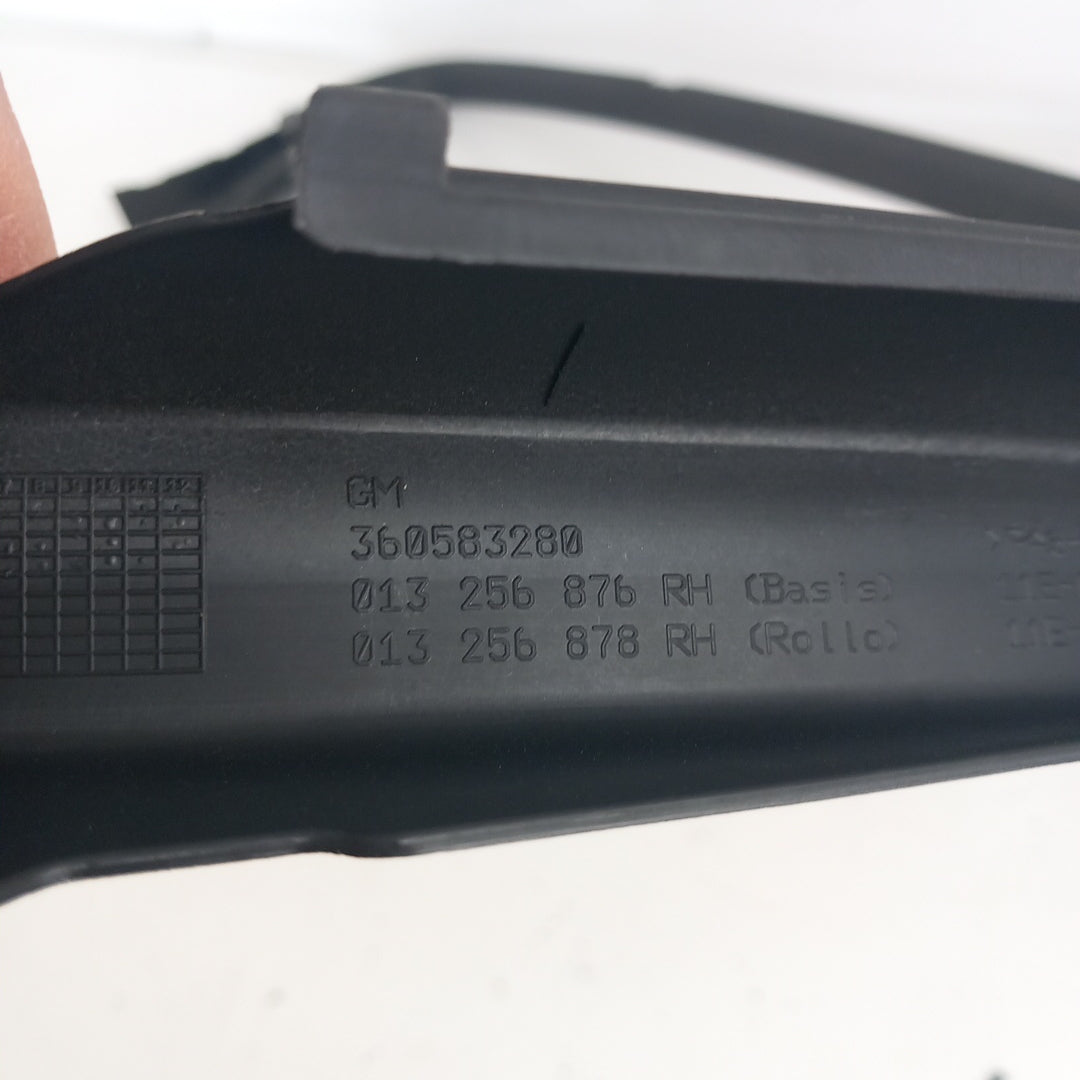 GM
360583280
013 256 876 RH (Basis)
013 256 878 RH (Rollo)